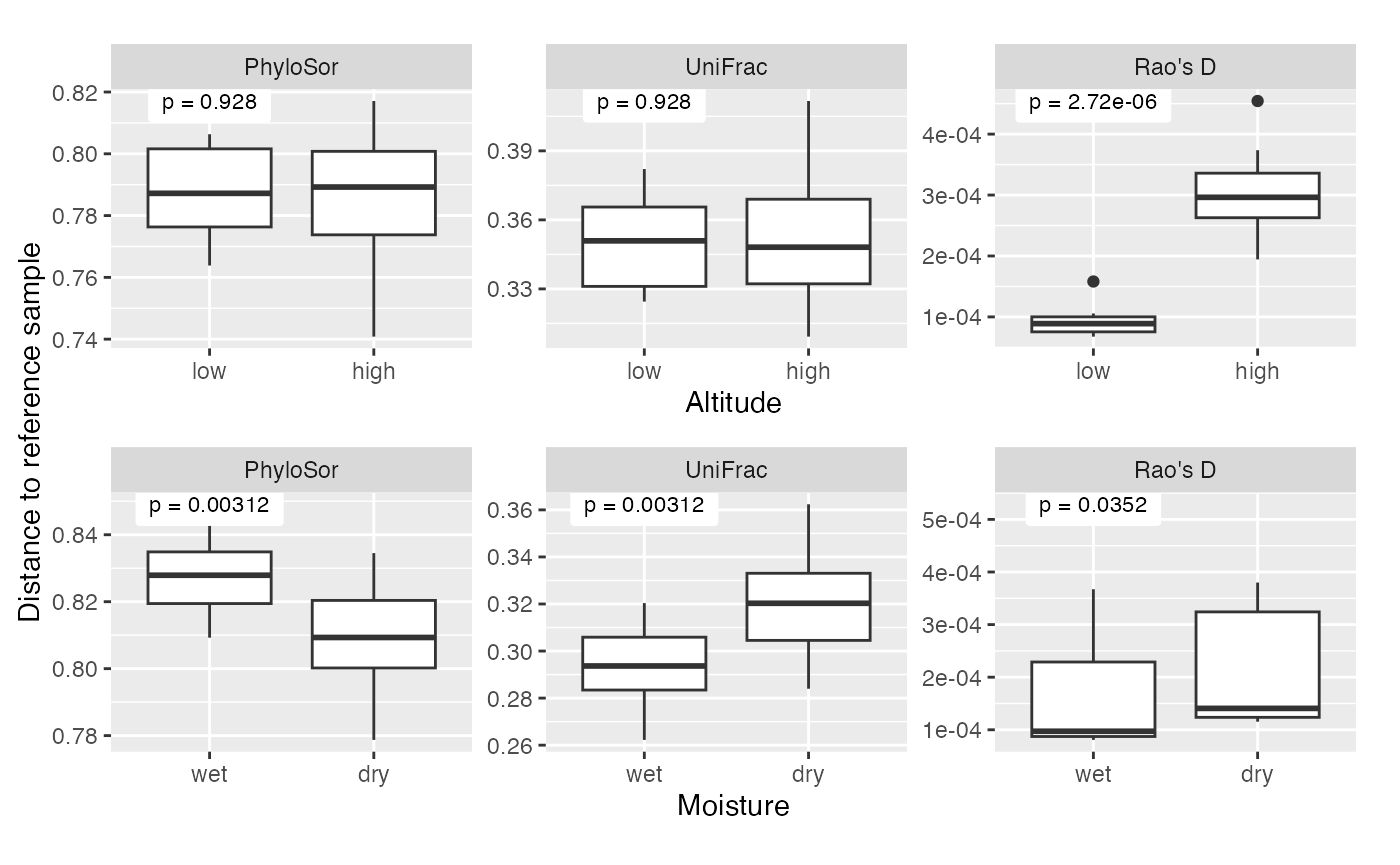 Distance to reference sample
PhyloSor
UniFrac
Rao's D
p = 0.928
p = 0.928
p = 2.72e-06
0.82
0.80
0.78
0.76
0.74
0.39
0.36
0.33
4e-04
3e-04
2e-04
1e-04
low
high
low
high
low
high
Altitude
PhyloSor
UniFrac
Rao's D
p = 0.00312
p = 0.00312
p = 0.0352
0.84
0.82
0.80
0.78
0.36
0.34
0.32
0.30
0.28
0.26
5e-04
4e-04
3e-04
2e-04
1e-04
wet
dry
wet
dry
wet
dry
Moisture